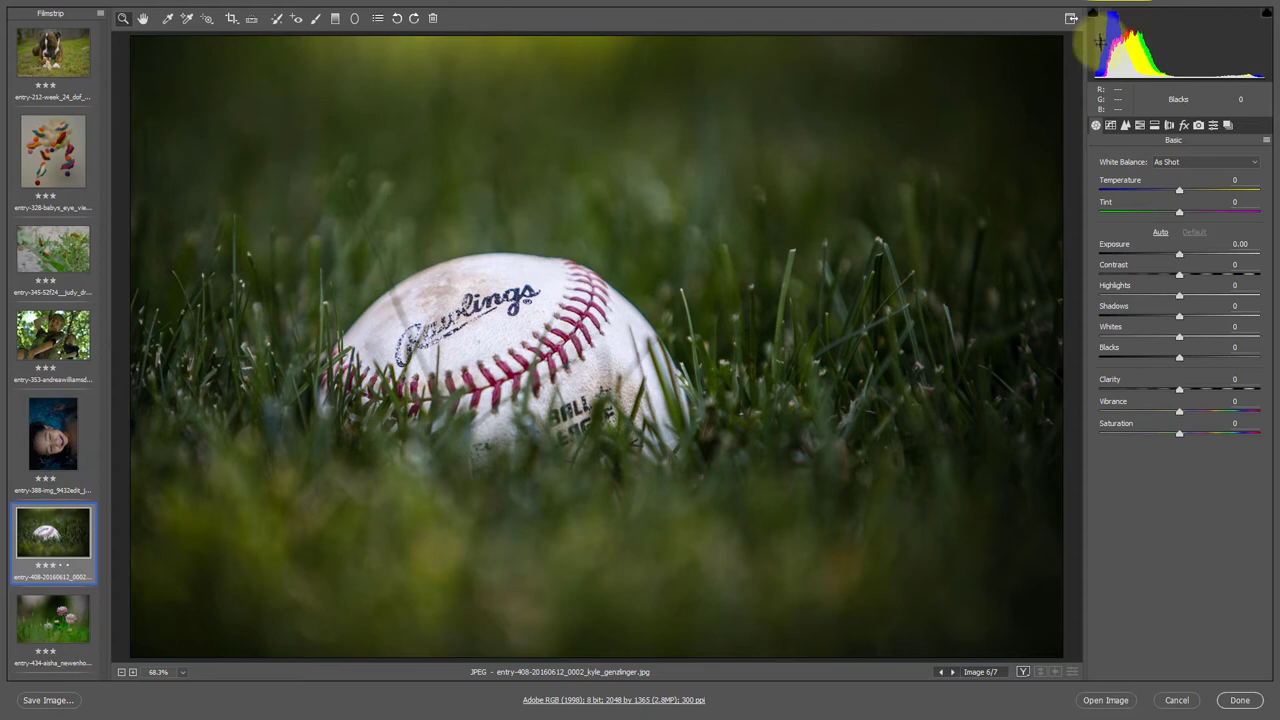 Filmstrip
entry-212-week_24_dof_...
entry-328-babys_eye_vie...
entry-345-52f24__judy_dr...
entry-353-andreawilliamsd...
entry-388-img_9432edit_j...
entry-408-20160612_0002...
entry-434-aisha_newenho...
Rawlings
BALL
R: ---
G: ---
B: ---
Blacks 0
fx
Basic
White Balance: As Shot
Temperature 0
Tint 0
Auto Default
Exposure 0.00
Contrast 0
Highlights 0
Shadows 0
Whites 0
Blacks 0
Clarity 0
Vibrance 0
Saturation 0
68.3%
JPEG - entry-408-20160612_0002_kyle_genzlinger.jpg
Image 6/7
Y
Save Image...
Adobe RGB (1998); 8 bit; 2048 by 1365 (2.8MP); 300 ppi
Open Image
Cancel
Done